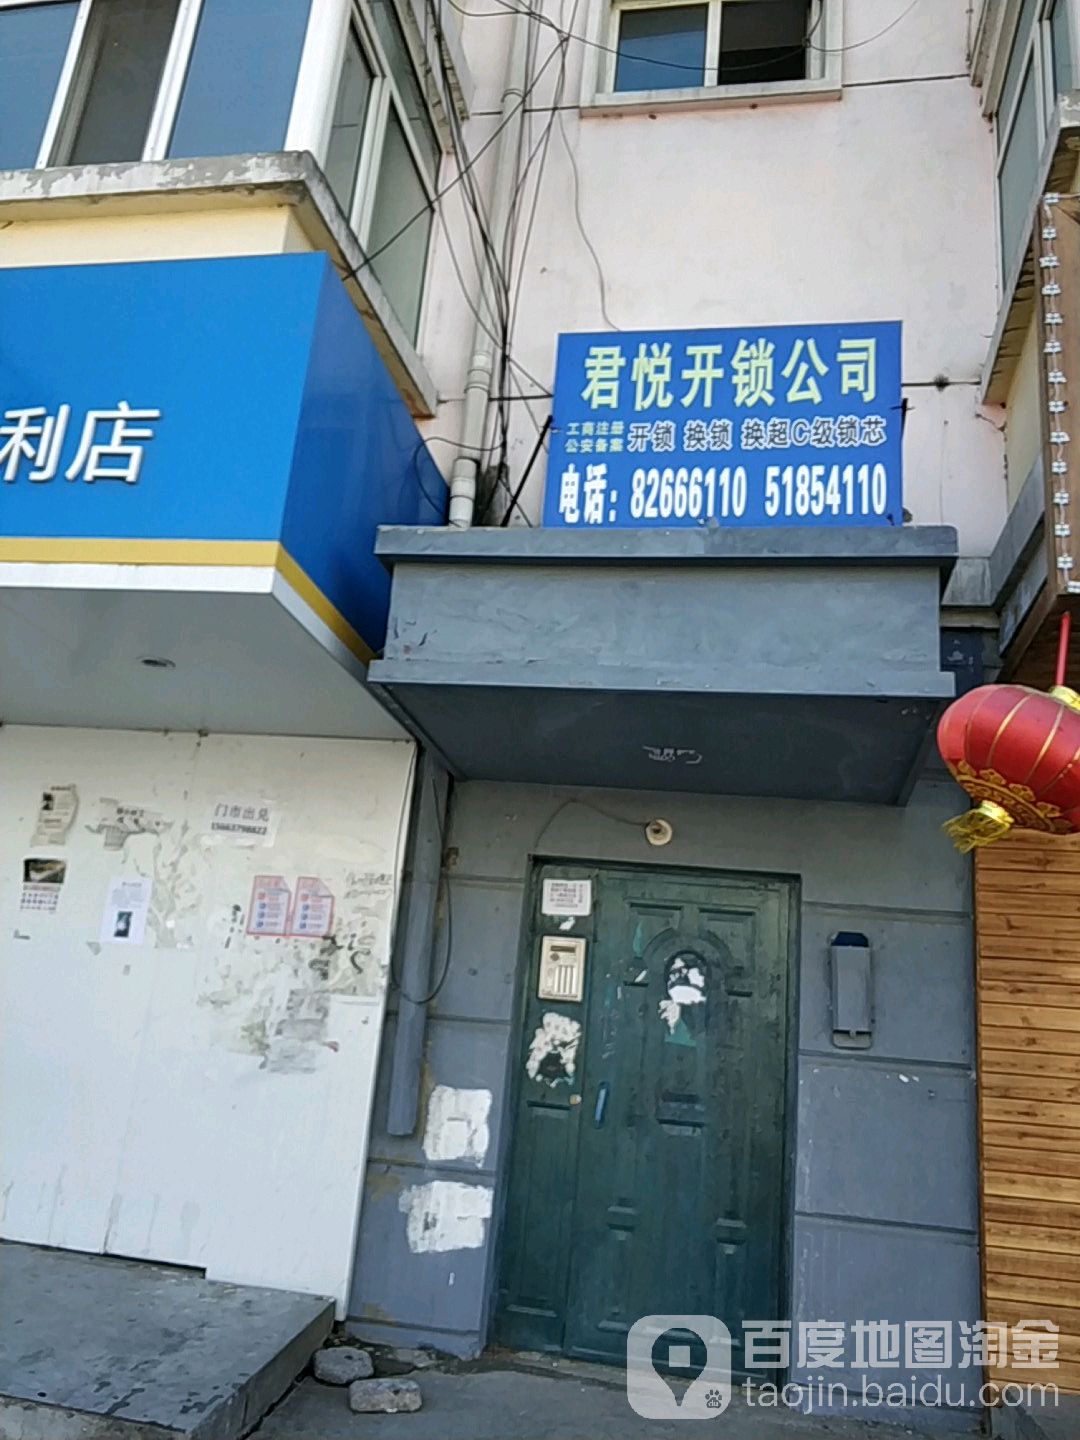 君悦开锁公司
工商注册
公安备案
开锁 换锁 换超C级锁芯
电话：82666110 51854110
利店
门市出兑
百度地图淘金
taojin.baidu.com